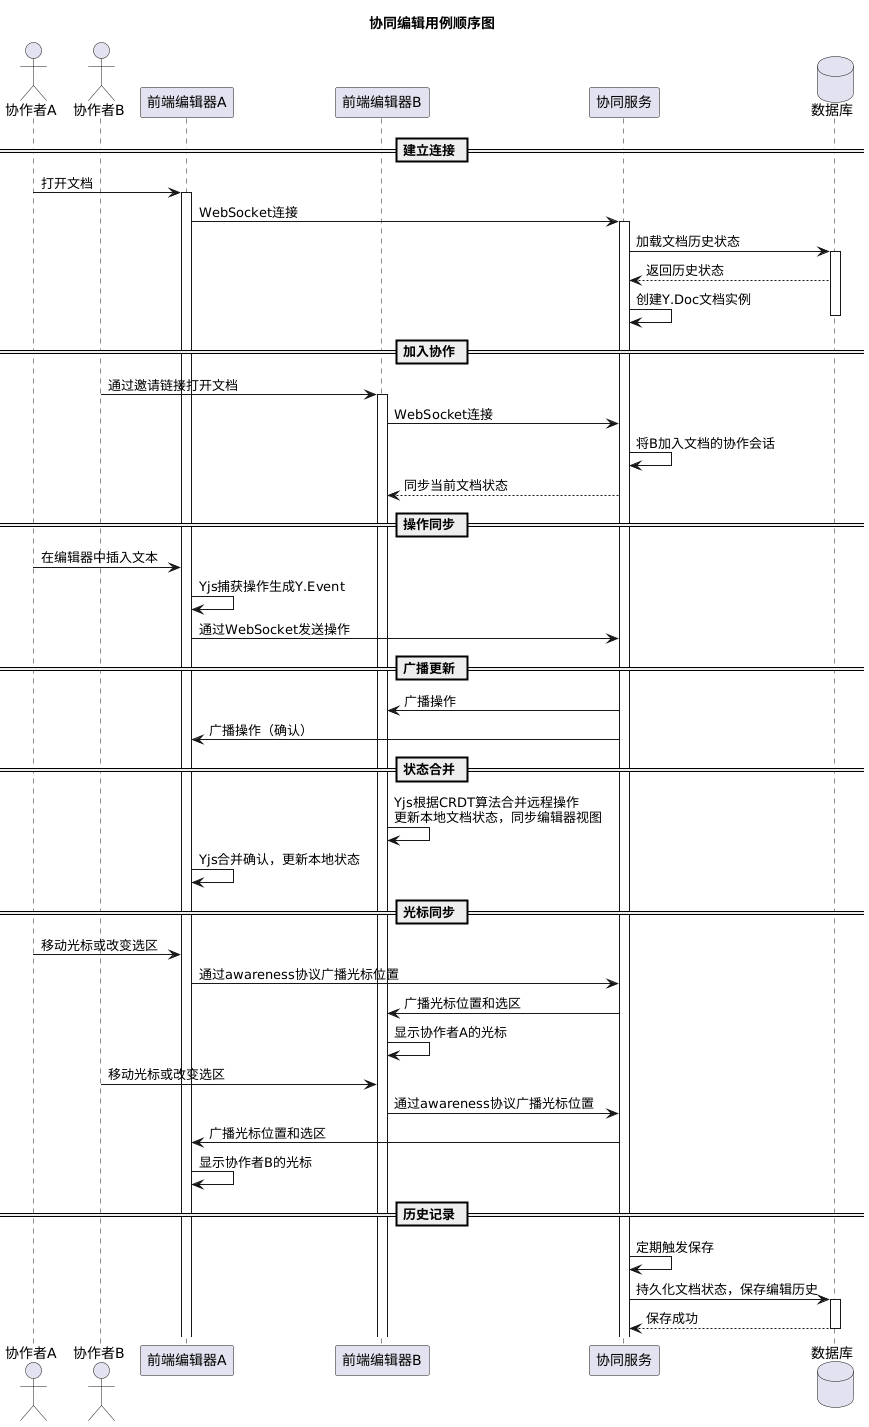 协同编辑用例顺序图
协作者A
协作者B
前端编辑器A
前端编辑器B
协同服务
数据库
建立连接
打开文档
WebSocket连接
加载文档历史状态
返回历史状态
创建Y.Doc文档实例
加入协作
通过邀请链接打开文档
WebSocket连接
将B加入文档的协作会话
同步当前文档状态
操作同步
在编辑器中插入文本
Yjs捕获操作生成Y.Event
通过WebSocket发送操作
广播更新
广播操作
广播操作（确认）
状态合并
Yjs根据CRDT算法合并远程操作
更新本地文档状态，同步编辑器视图
Yjs合并确认，更新本地状态
光标同步
移动光标或改变选区
通过awareness协议广播光标位置
广播光标位置和选区
显示协作者A的光标
移动光标或改变选区
通过awareness协议广播光标位置
广播光标位置和选区
显示协作者B的光标
历史记录
定期触发保存
持久化文档状态，保存编辑历史
保存成功
协作者A
协作者B
前端编辑器A
前端编辑器B
协同服务
数据库